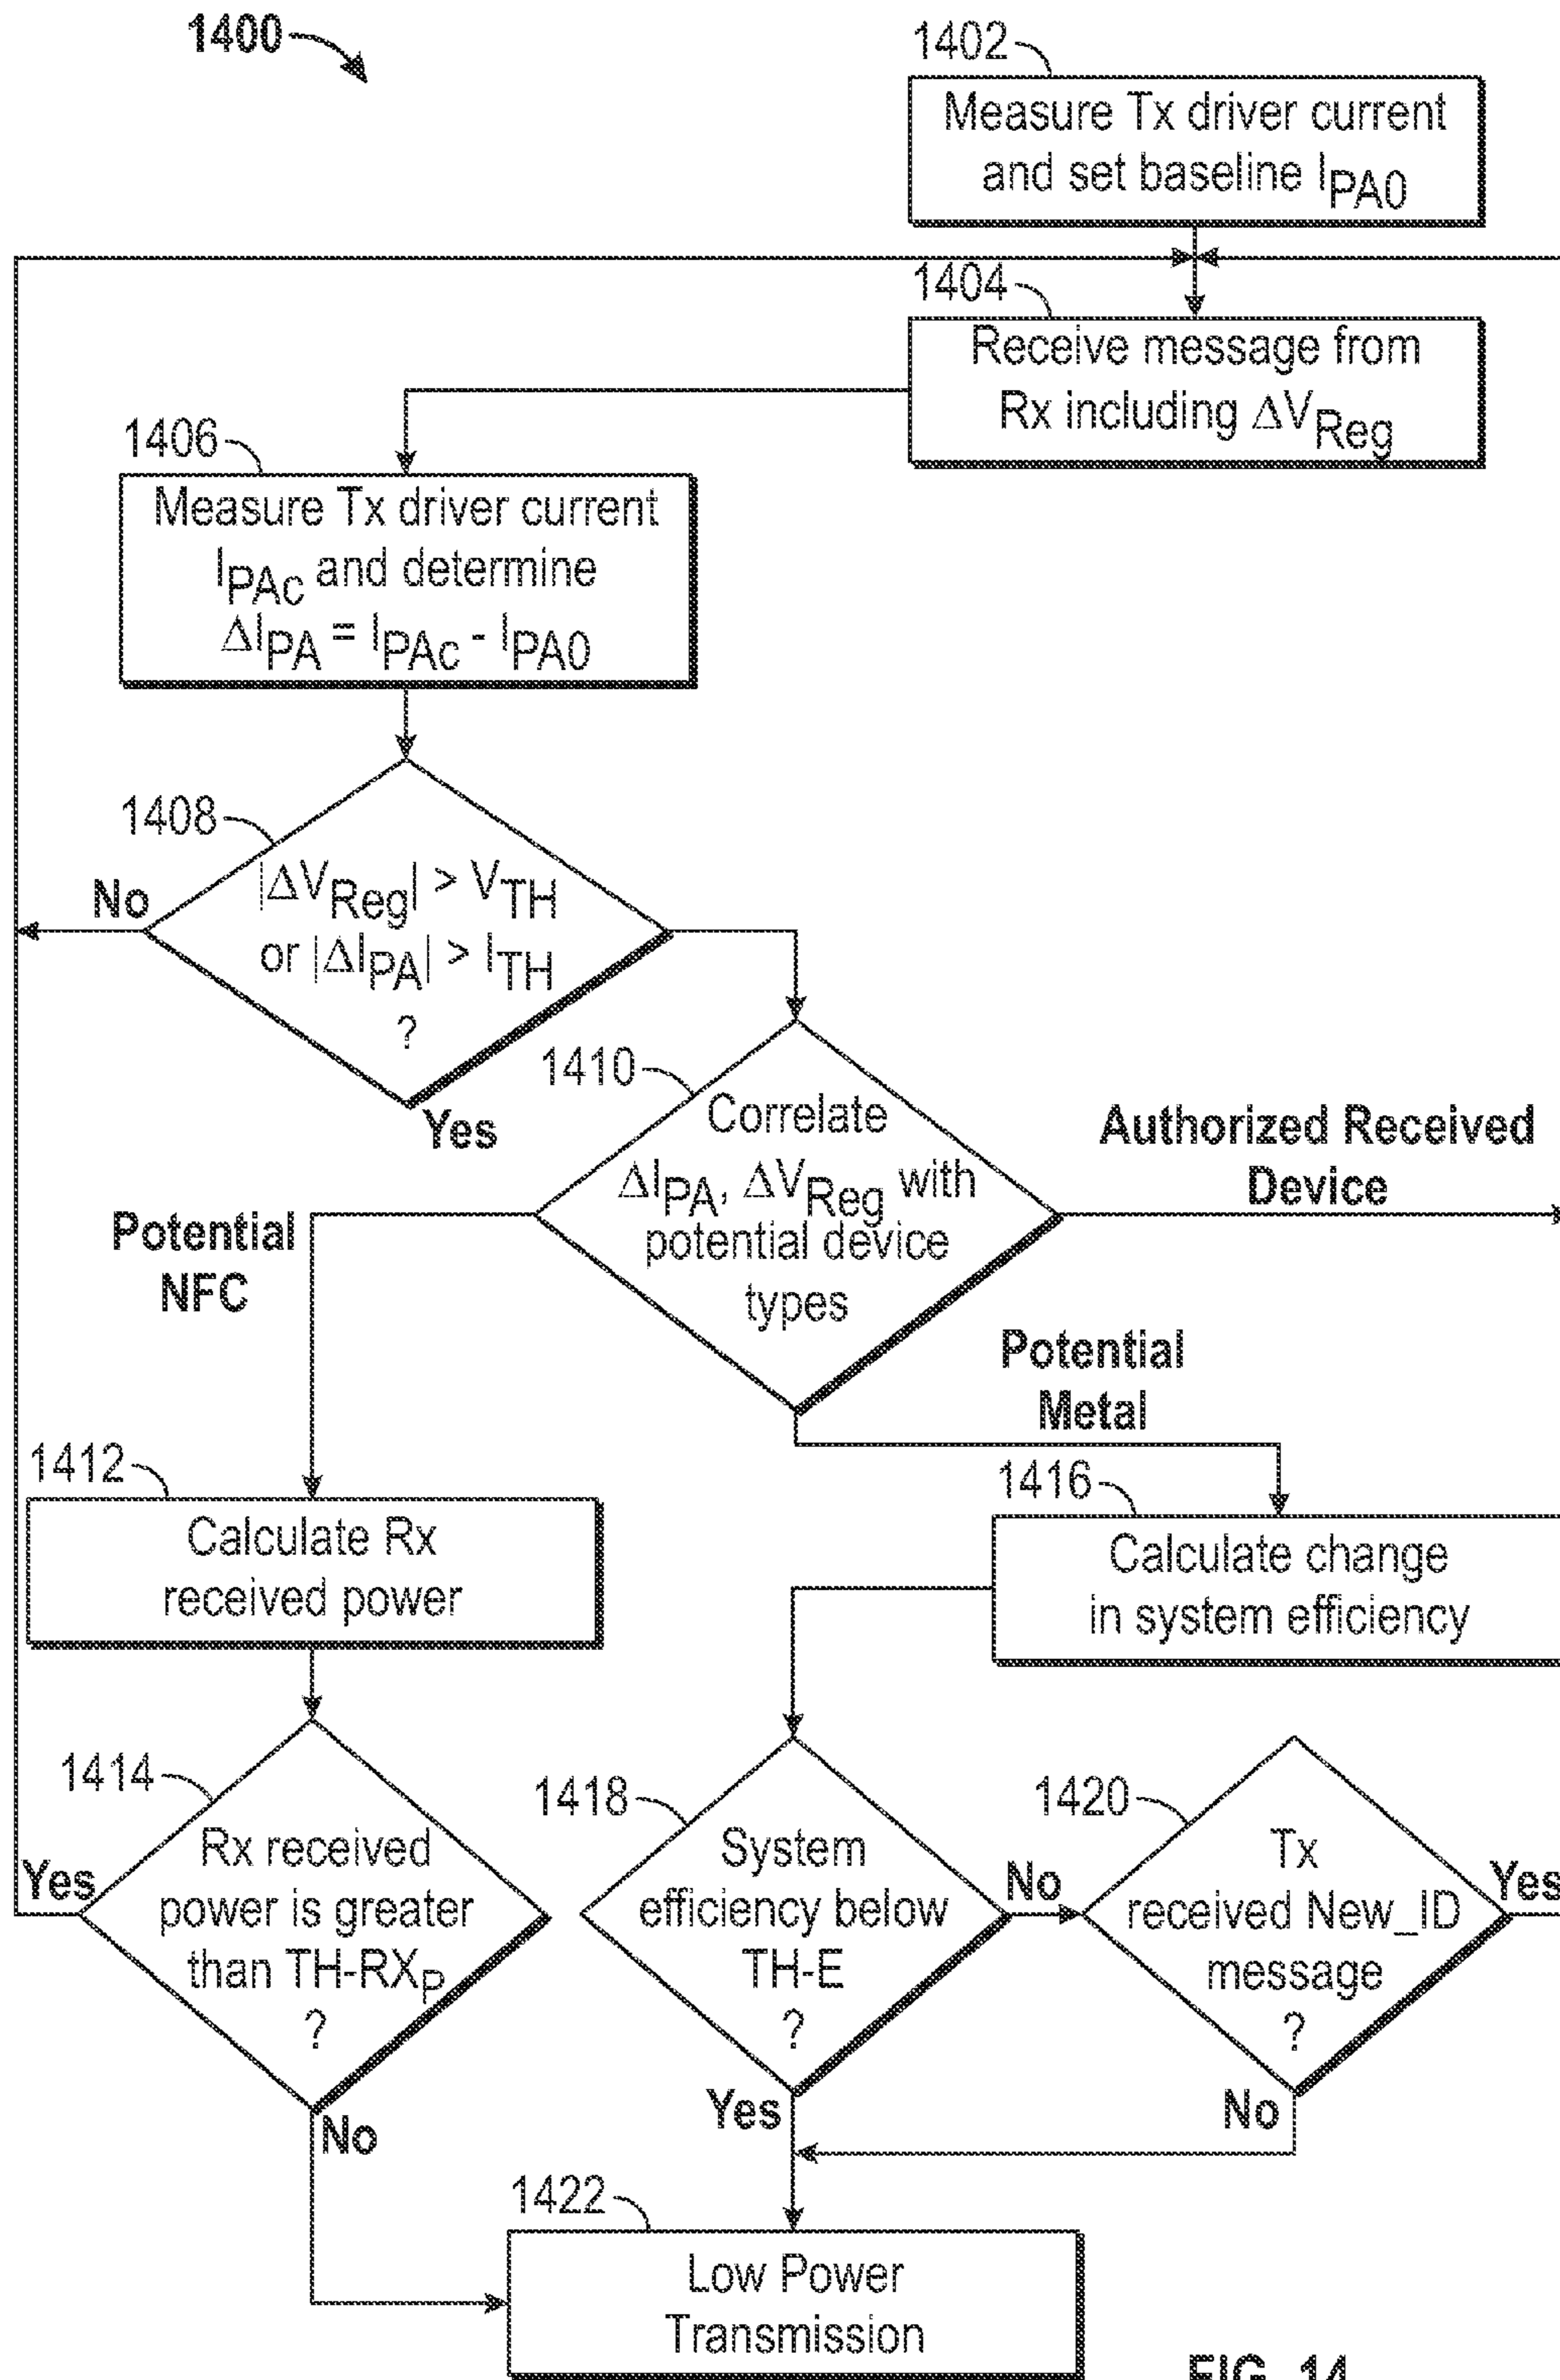 1400
1402
Measure Tx driver current
and set baseline IPA0
1404
Receive message from
Rx including ΔVReg
1406
Measure Tx driver current
IPAc and determine
ΔIPA = IPAc - IPA0
1408
|ΔVReg| > VTH
or |ΔIPA| > ITH
?
No
Yes
1410
Correlate
ΔIPA, ΔVReg with
potential device
types
Authorized Received
Device
Potential
NFC
Potential
Metal
1412
Calculate Rx
received power
1416
Calculate change
in system efficiency
1414
Rx received
power is greater
than TH-RXP
?
Yes
No
1418
System
efficiency below
TH-E
?
No
Yes
1420
Tx
received New_ID
message
?
Yes
No
1422
Low Power
Transmission
FIG. 14